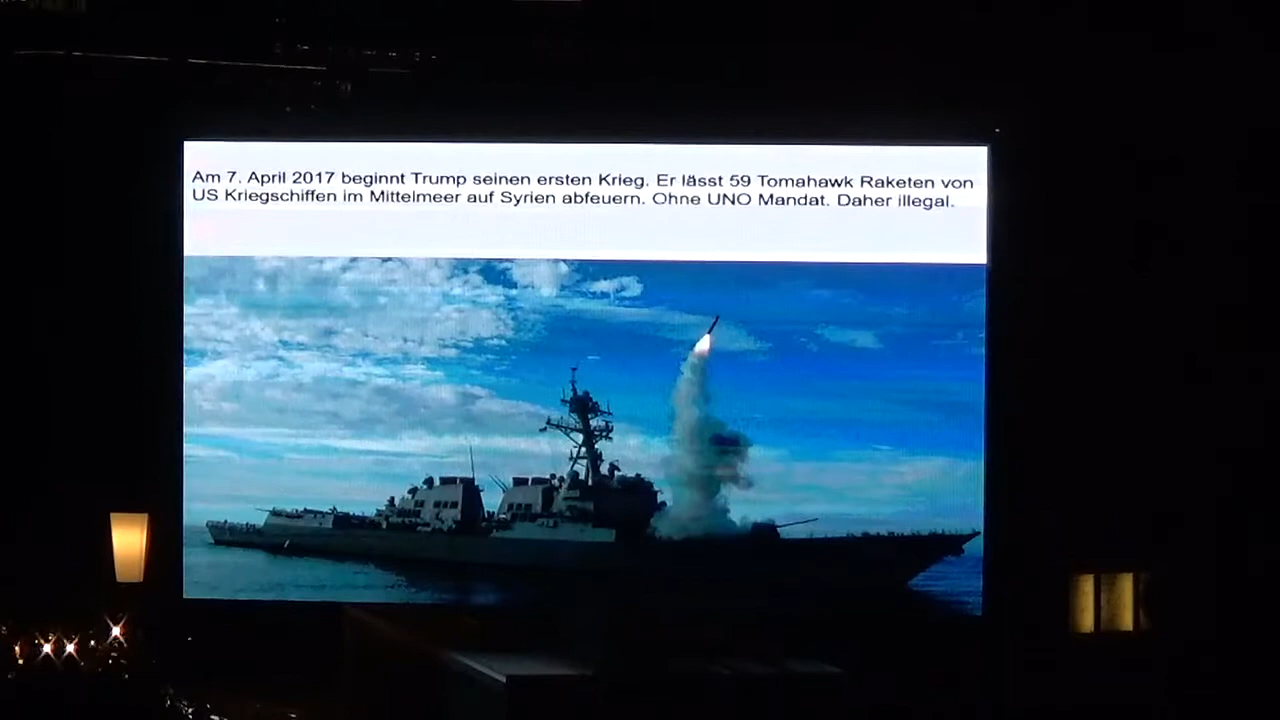 Am 7. April 2017 beginnt Trump seinen ersten Krieg. Er lässt 59 Tomahawk Raketen von
US Kriegschiffen im Mittelmeer auf Syrien abfeuern. Ohne UNO Mandat. Daher illegal.